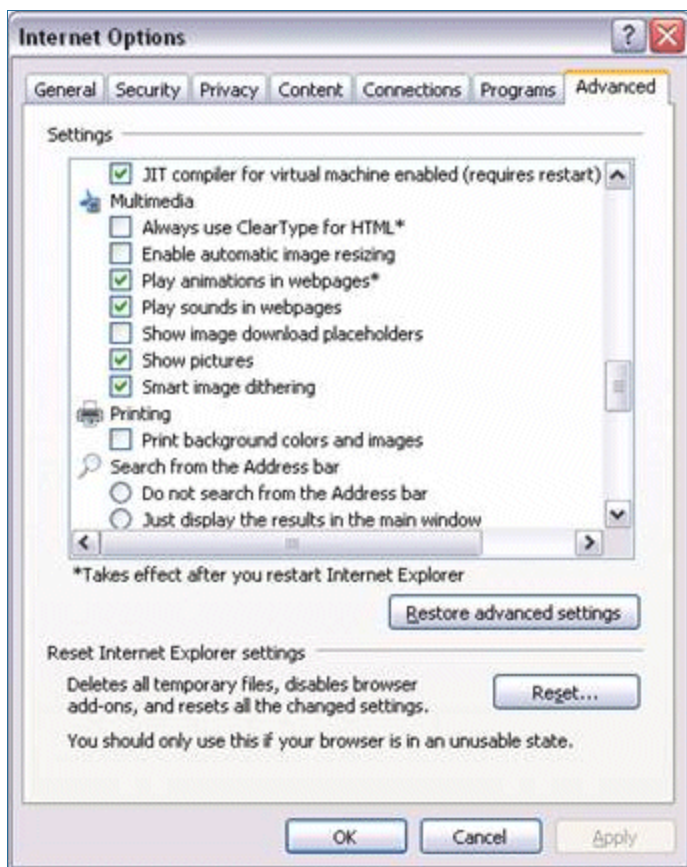 Internet Options
General Security Privacy Content Connections Programs Advanced
Settings
JIT compiler for virtual machine enabled (requires restart)
Multimedia
Always use ClearType for HTML*
Enable automatic image resizing
Play animations in webpages*
Play sounds in webpages
Show image download placeholders
Show pictures
Smart image dithering
Printing
Print background colors and images
Search from the Address bar
Do not search from the Address bar
Just display the results in the main window
*Takes effect after you restart Internet Explorer
Restore advanced settings
Reset Internet Explorer settings
Deletes all temporary files, disables browser
add-ons, and resets all the changed settings.
Reset...
You should only use this if your browser is in an unusable state.
OK Cancel Apply